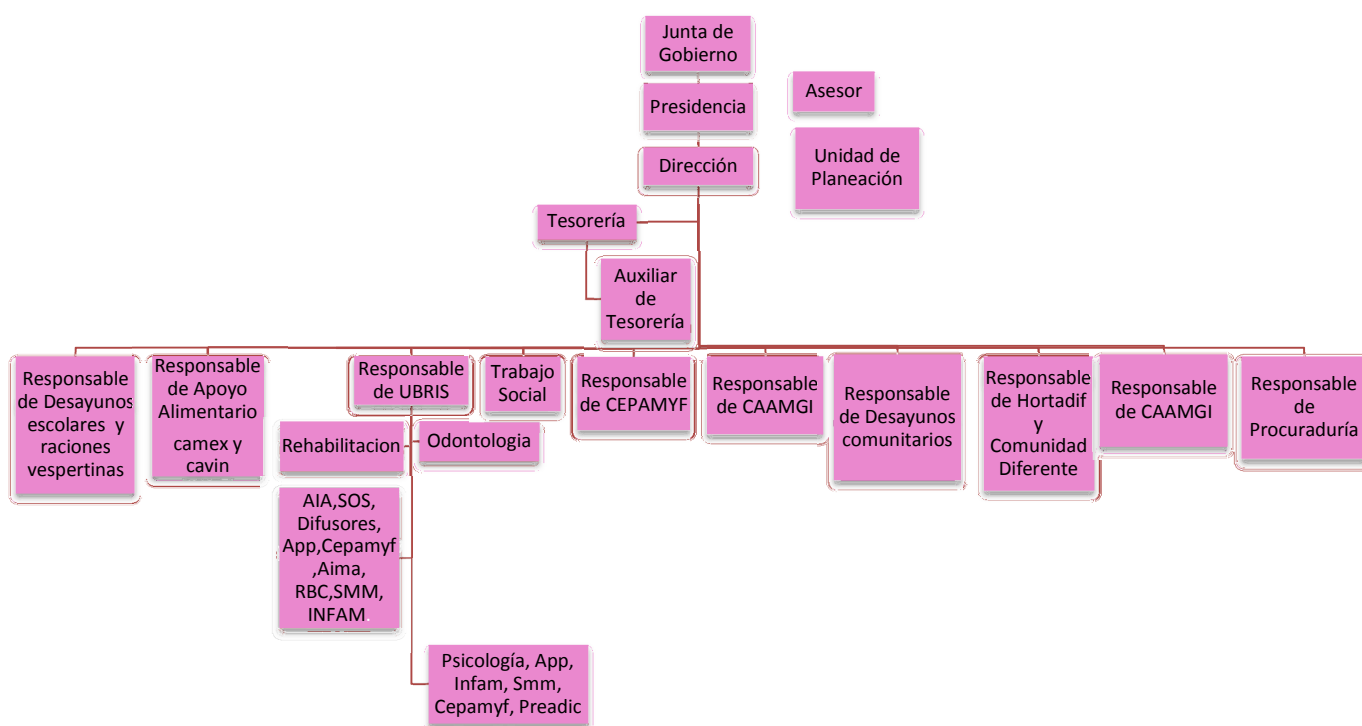 Junta de
Gobierno
Presidencia
Asesor
Dirección
Unidad de
Planeación
Tesorería
Auxiliar
de
Tesorería
Responsable
de Desayunos
escolares y
raciones
vespertinas
Responsable
de Apoyo
Alimentario
camex y
cavin
Responsable
de UBRIS
Trabajo
Social
Responsable
de CEPAMYF
Responsable
de CAAMGI
Responsable
de Desayunos
comunitarios
Responsable
de Hortadif
y
Comunidad
Diferente
Responsable
de CAAMGI
Responsable
de
Procuraduría
Rehabilitacion
Odontologia
AIA,SOS,
Difusores,
App,Cepamyf
,Aima,
RBC,SMM,
INFAM.
Psicología, App,
Infam, Smm,
Cepamyf, Preadic